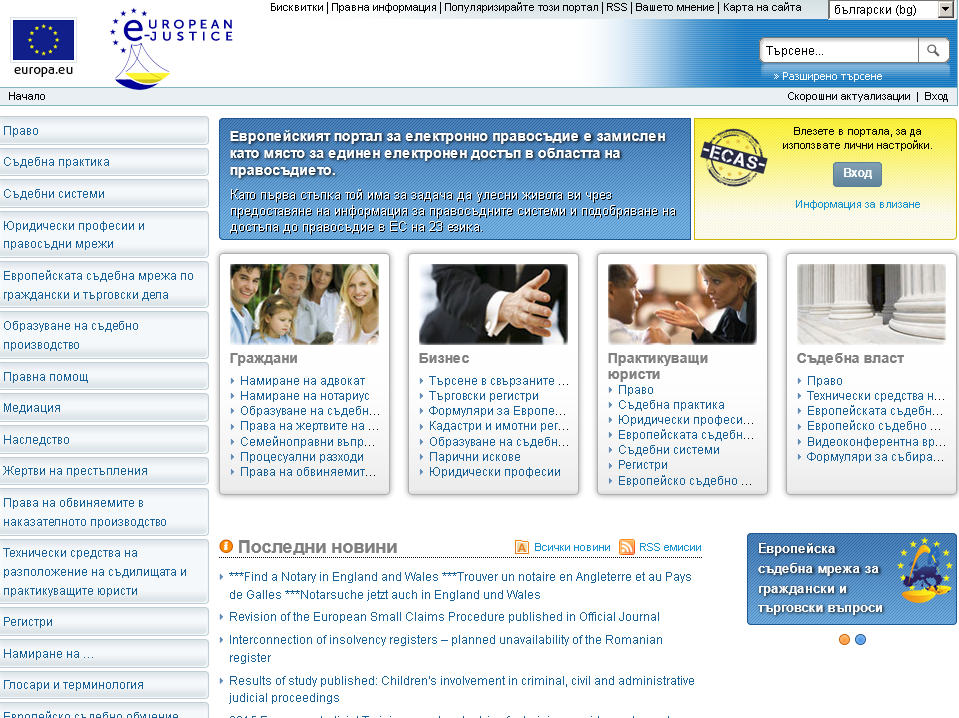 Бисквитки | Правна информация | Популяризирайте този портал | RSS | Вашето мнение | Карта на сайта
български (bg)
europa.eu
EUROPEAN
e-JUSTICE
Търсене...
» Разширено търсене
Начало
Скорошни актуализации | Вход
Право
Съдебна практика
Съдебни системи
Юридически професии и
правосъдни мрежи
Европейската съдебна мрежа по
граждански и търговски дела
Образуване на съдебно
производство
Правна помощ
Медиация
Наследство
Жертви на престъпления
Права на обвиняемите в
наказателното производство
Технически средства на
разположение на съдилищата и
практикуващите юристи
Регистри
Намиране на ...
Глосари и терминология
Европейско съдебно обучение
Европейският портал за електронно правосъдие е замислен
като място за единен електронен достъп в областта на
правосъдието.
Като първа стъпка той има за задача да улесни живота ви чрез
предоставяне на информация за правосъдните системи и подобряване на
достъпа до правосъдие в ЕС на 23 езика.
ECAS
Влезете в портала, за да
използвате лични настройки.
Вход
Информация за влизане
Граждани
Намиране на адвокат
Намиране на нотариус
Образуване на съдебн...
Права на жертвите на ...
Семейноправни въпр...
Процесуални разходи
Права на обвиняемит...
Бизнес
Търсене в свързаните ...
Търговски регистри
Формуляри за Европе...
Кадастри и имотни рег...
Образуване на съдебн...
Парични искове
Юридически професии
Практикуващи
юристи
Право
Съдебна практика
Юридически професи...
Европейската съдебн...
Съдебни системи
Регистри
Европейско съдебно ...
Съдебна власт
Право
Технически средства н...
Европейската съдебн...
Европейско съдебно ...
Видеоконферентна вр...
Формуляри за събира...
Последни новини
Всички новини
RSS емисии
***Find a Notary in England and Wales ***Trouver un notaire en Angleterre et au Pays
de Galles ***Notarsuche jetzt auch in England und Wales
Revision of the European Small Claims Procedure published in Official Journal
Interconnection of insolvency registers – planned unavailability of the Romanian
register
Results of study published: Children's involvement in criminal, civil and administrative
judicial proceedings
Европейска
съдебна мрежа за
граждански и
търговски въпроси